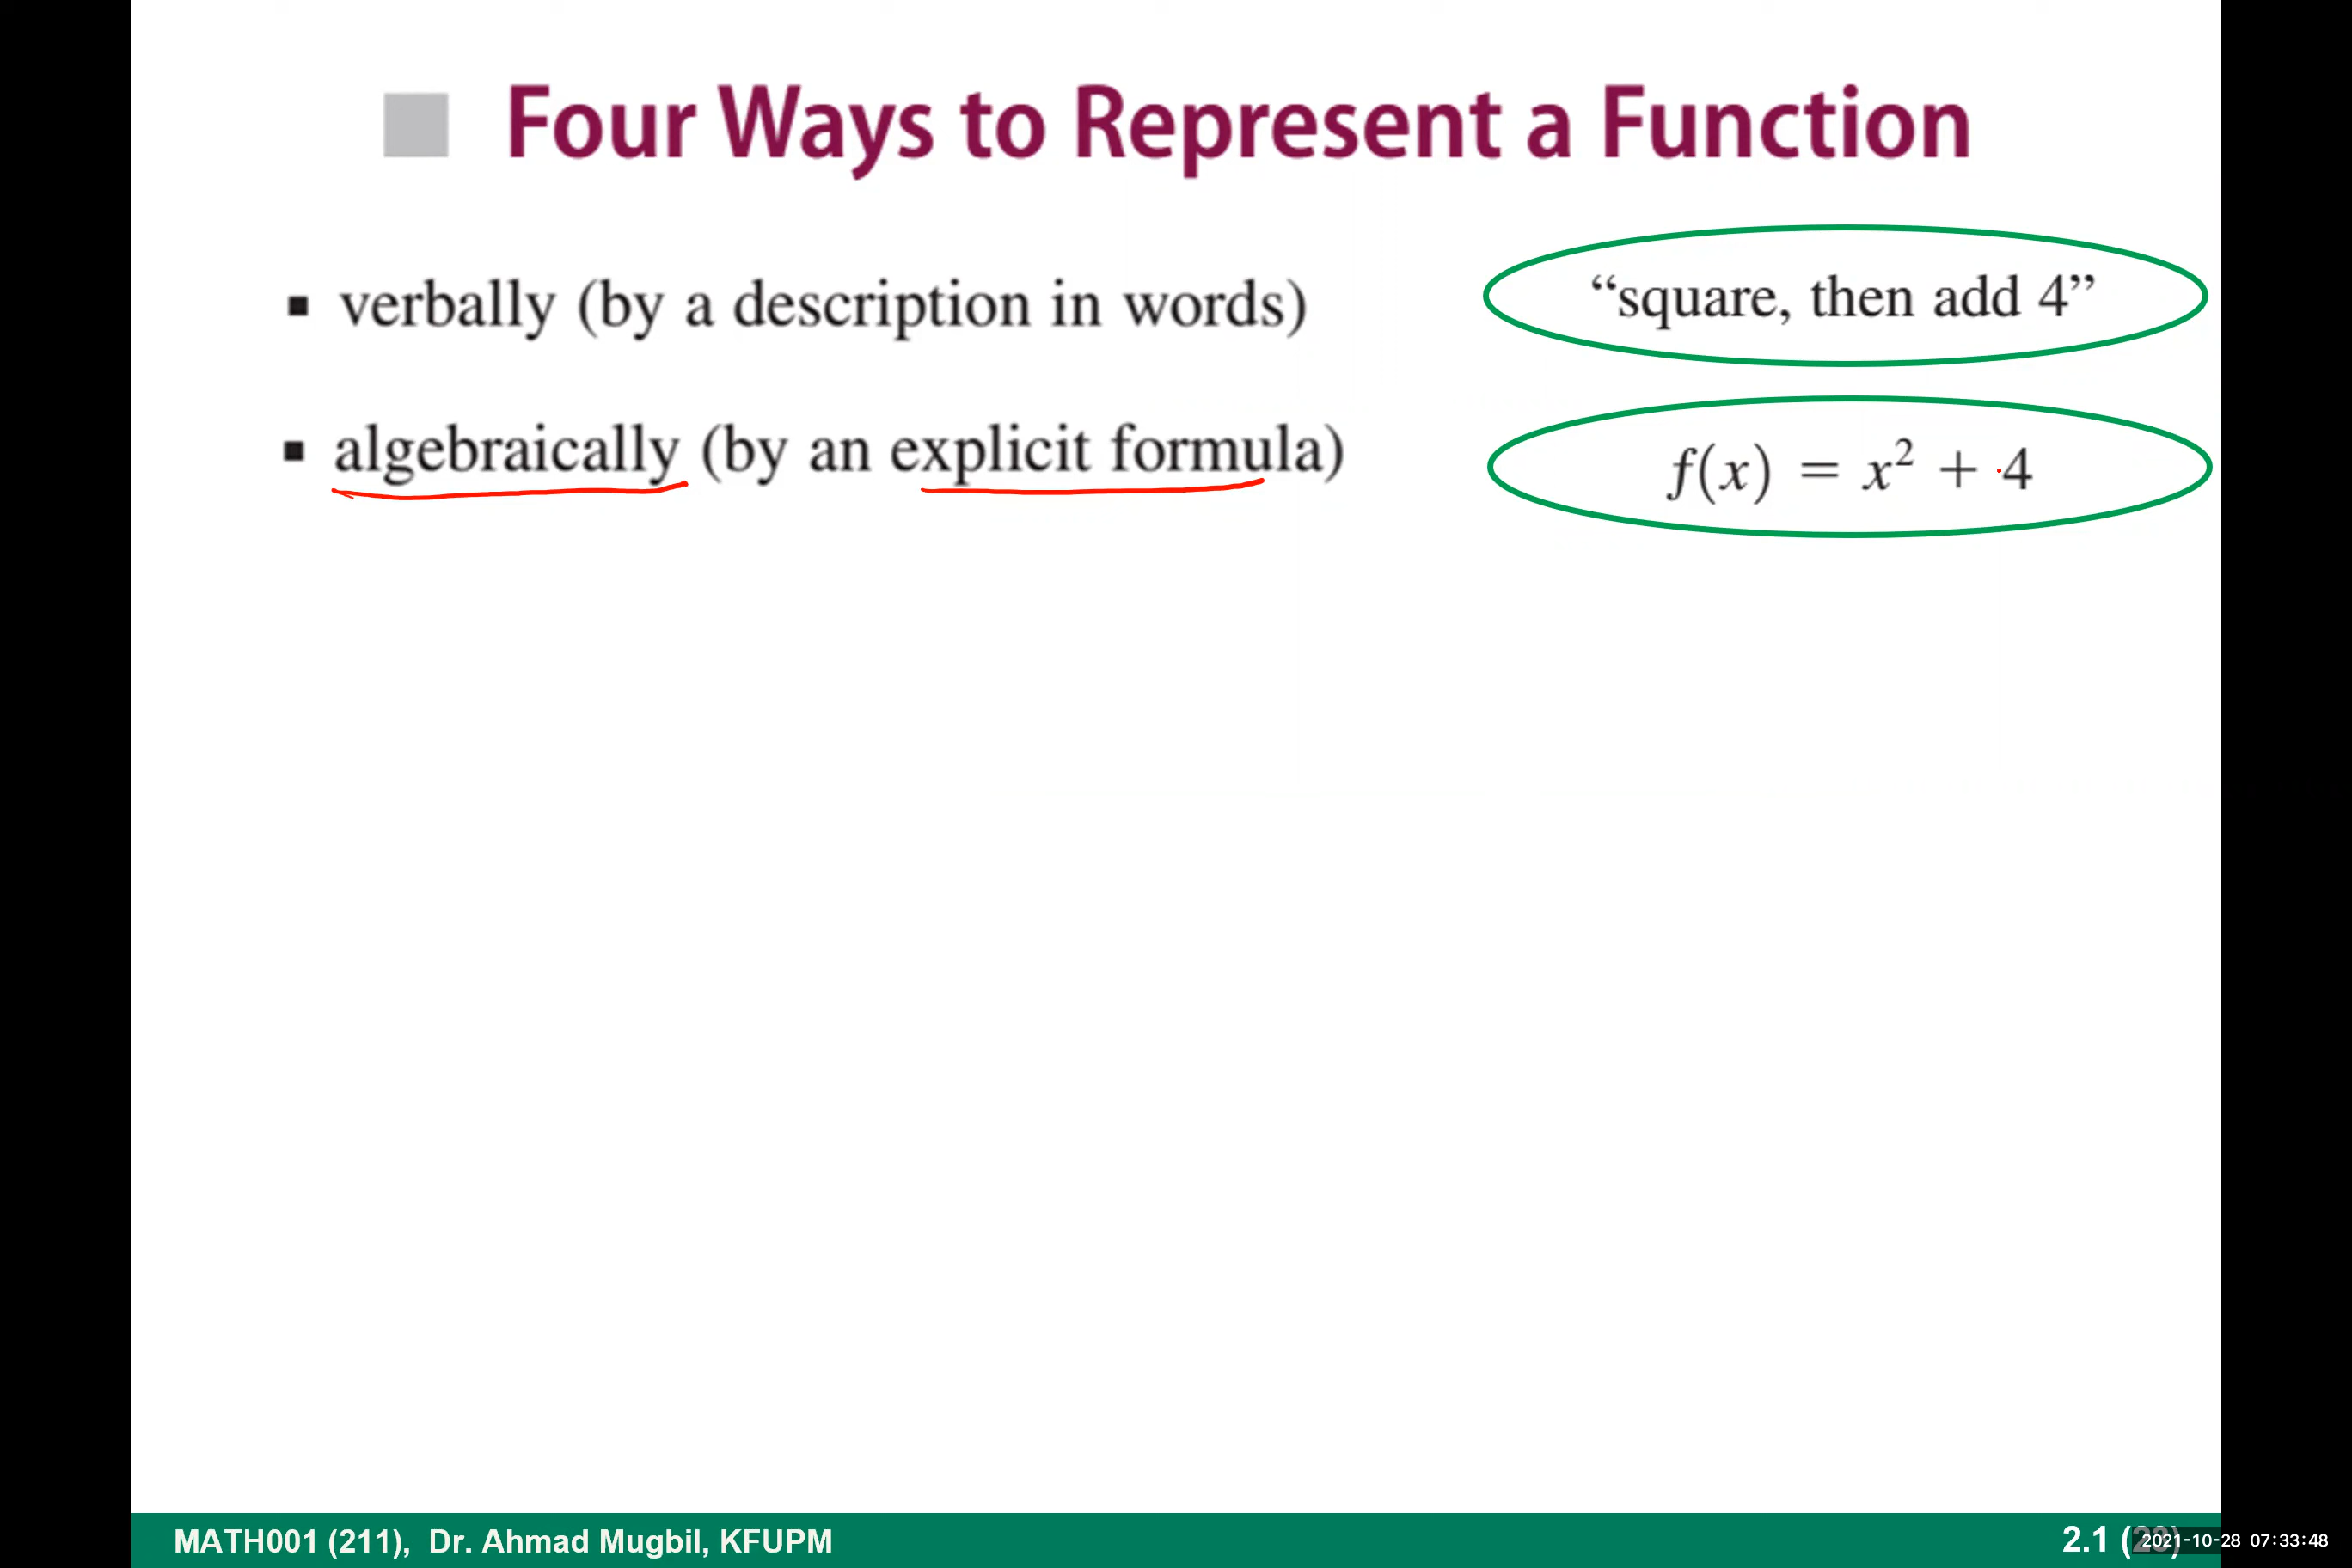 Four Ways to Represent a Function
▪ verbally (by a description in words)
“square, then add 4”
▪ algebraically (by an explicit formula)
f(x) = x² + 4
MATH001 (211), Dr. Ahmad Mugbil, KFUPM
2.1
2021-10-28 07:33:48